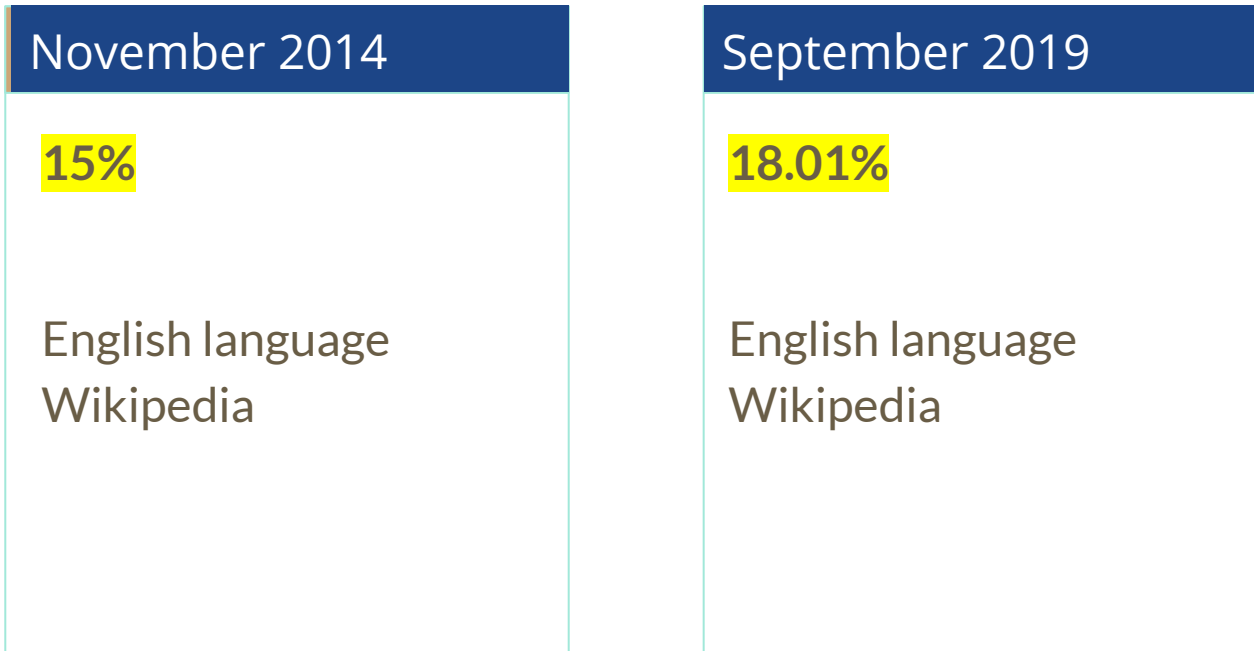 November 2014
15%
English language
Wikipedia
September 2019
18.01%
English language
Wikipedia